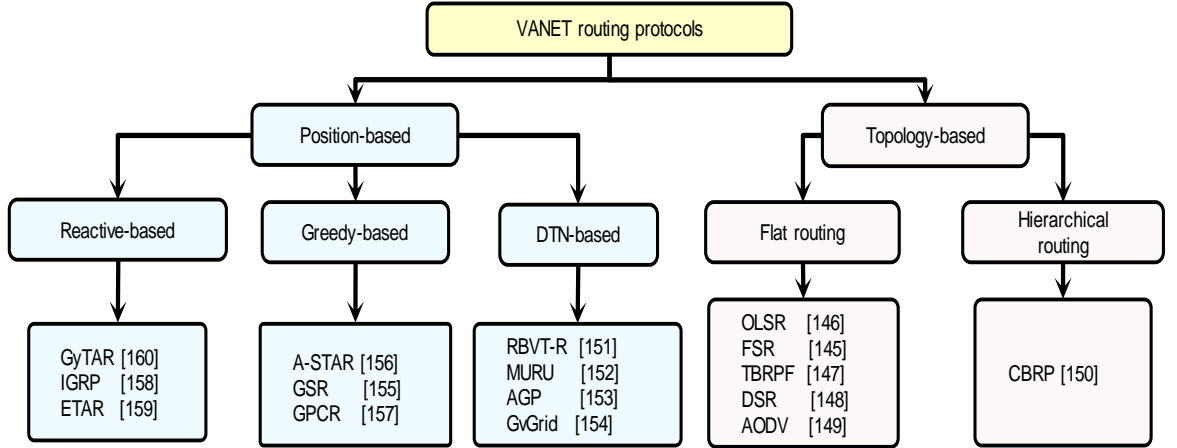 VANET routing protocols
Position-based
Topology-based
Reactive-based
Greedy-based
DTN-based
Flat routing
Hierarchical
routing
GyTAR [160]
IGRP [158]
ETAR [159]
A-STAR [156]
GSR [155]
GPCR [157]
RBVT-R [151]
MURU [152]
AGP [153]
GvGrid [154]
OLSR [146]
FSR [145]
TBRPF [147]
DSR [148]
AODV [149]
CBRP [150]